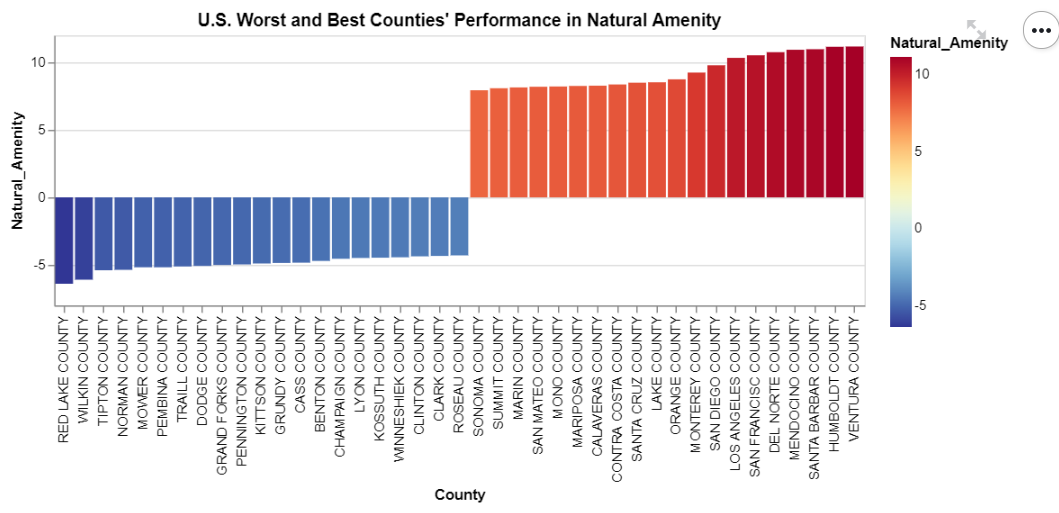 U.S. Worst and Best Counties' Performance in Natural Amenity
Natural_Amenity
10
5
0
-5
Natural_Amenity
10
5
0
-5
RED LAKE COUNTY
WILKIN COUNTY
TIPTON COUNTY
NORMAN COUNTY
MOWER COUNTY
PEMBINA COUNTY
TRAILL COUNTY
DODGE COUNTY
GRAND FORKS COUNTY
PENNINGTON COUNTY
KITTSON COUNTY
GRUNDY COUNTY
CASS COUNTY
BENTON COUNTY
CHAMPAIGN COUNTY
LYON COUNTY
KOSSUTH COUNTY
WINNESHIEK COUNTY
CLINTON COUNTY
CLARK COUNTY
ROSEAU COUNTY
SONOMA COUNTY
SUMMIT COUNTY
MARIN COUNTY
SAN MATEO COUNTY
MONO COUNTY
MARIPOSA COUNTY
CALAVERAS COUNTY
CONTRA COSTA COUNTY
SANTA CRUZ COUNTY
LAKE COUNTY
ORANGE COUNTY
MONTEREY COUNTY
SAN DIEGO COUNTY
LOS ANGELES COUNTY
SAN FRANCISC COUNTY
DEL NORTE COUNTY
MENDOCINO COUNTY
SANTA BARBAR COUNTY
HUMBOLDT COUNTY
VENTURA COUNTY
County